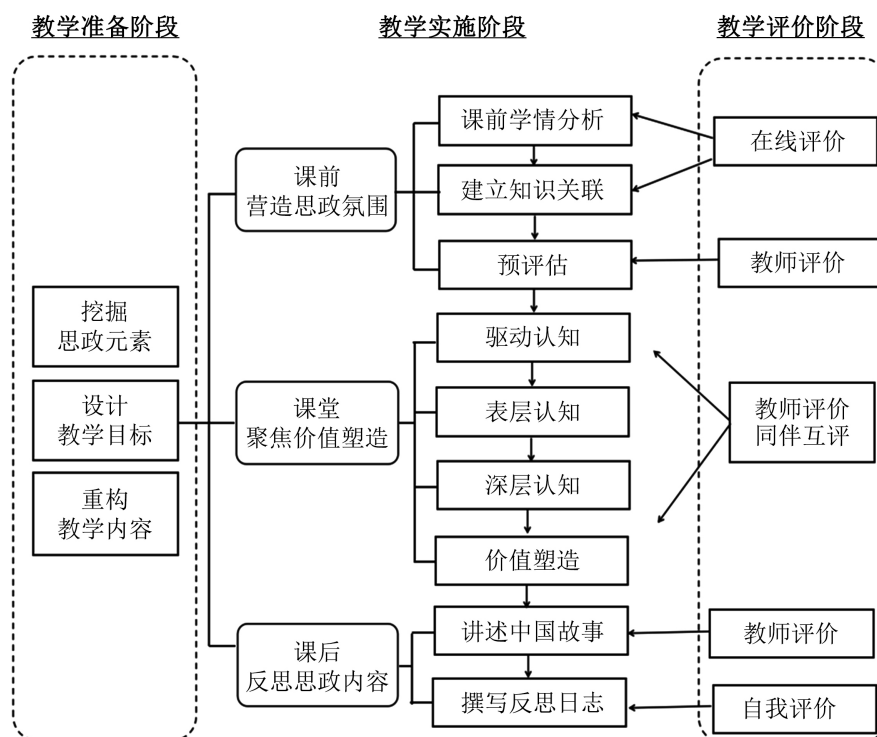 教学准备阶段
教学实施阶段
教学评价阶段
挖掘
思政元素
设计
教学目标
重构
教学内容
课前
营造思政氛围
课堂
聚焦价值塑造
课后
反思思政内容
课前学情分析
建立知识关联
预评估
驱动认知
表层认知
深层认知
价值塑造
讲述中国故事
撰写反思日志
在线评价
教师评价
教师评价
同伴互评
教师评价
自我评价